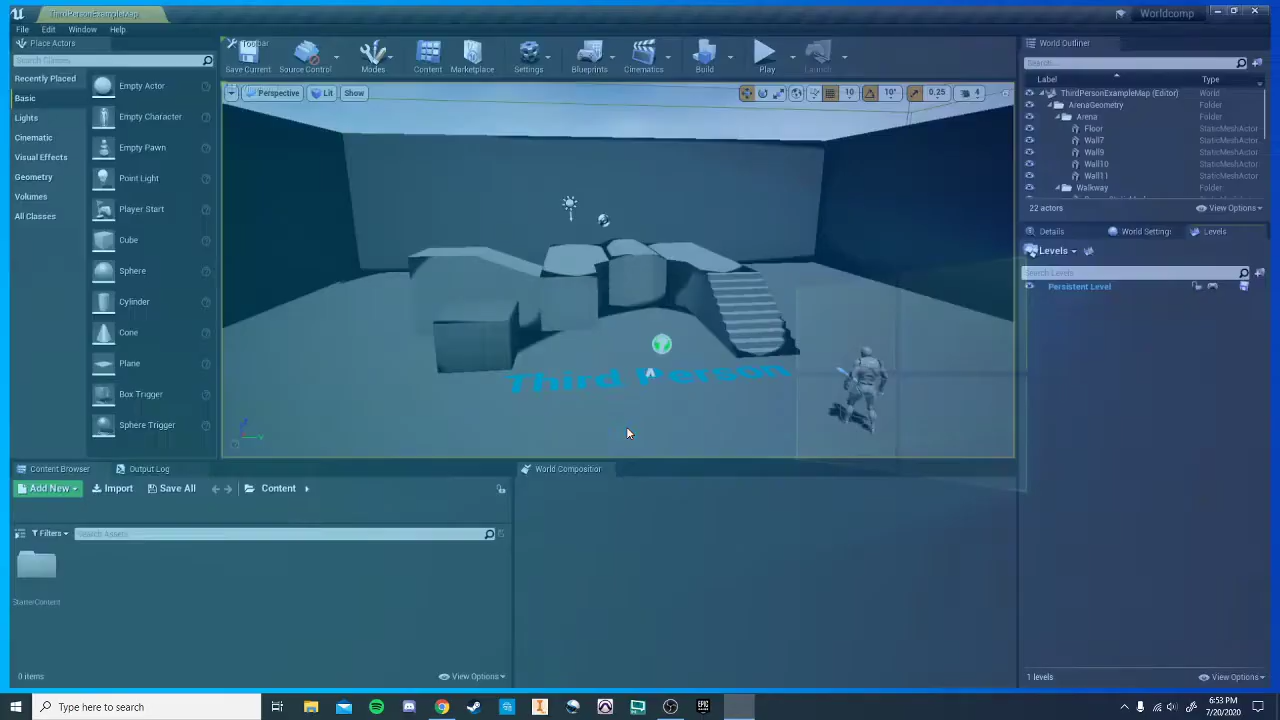 ThirdPersonExampleMap
Worldcomp
File Edit Window Help
Place Actors
Search Classes
Recently Placed
Basic
Lights
Cinematic
Visual Effects
Geometry
Volumes
All Classes
Empty Actor
Empty Character
Empty Pawn
Point Light
Player Start
Cube
Sphere
Cylinder
Cone
Plane
Box Trigger
Sphere Trigger
Toolbar
Save Current
Source Control
Modes
Content
Marketplace
Settings
Blueprints
Cinematics
Build
Play
Launch
Perspective
Lit
Show
10
10°
0.25
4
Third Person
World Outliner
Search...
Label Type
ThirdPersonExampleMap (Editor) World
ArenaGeometry Folder
Arena Folder
Floor StaticMeshActor
Wall7 StaticMeshActor
Wall9 StaticMeshActor
Wall10 StaticMeshActor
Wall11 StaticMeshActor
Walkway Folder
22 actors
View Options
Details
World Settings
Levels
Levels
Search Levels
Persistent Level
1 levels
View Options
Content Browser
Output Log
Add New
Import
Save All
Content
Filters
Search Assets
StarterContent
0 items
View Options
World Composition
Type here to search
6:53 PM
7/20/2020